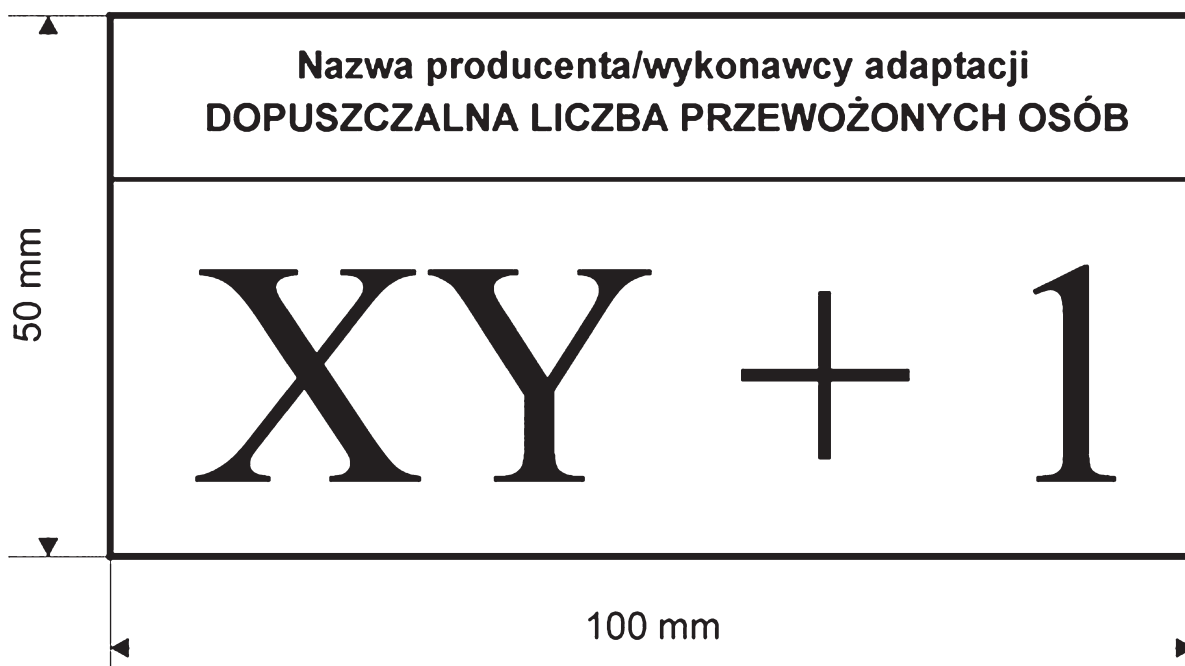 Nazwa producenta/wykonawcy adaptacji
DOPUSZCZALNA LICZBA PRZEWOŻONYCH OSÓB
50 mm
XY + 1
100 mm